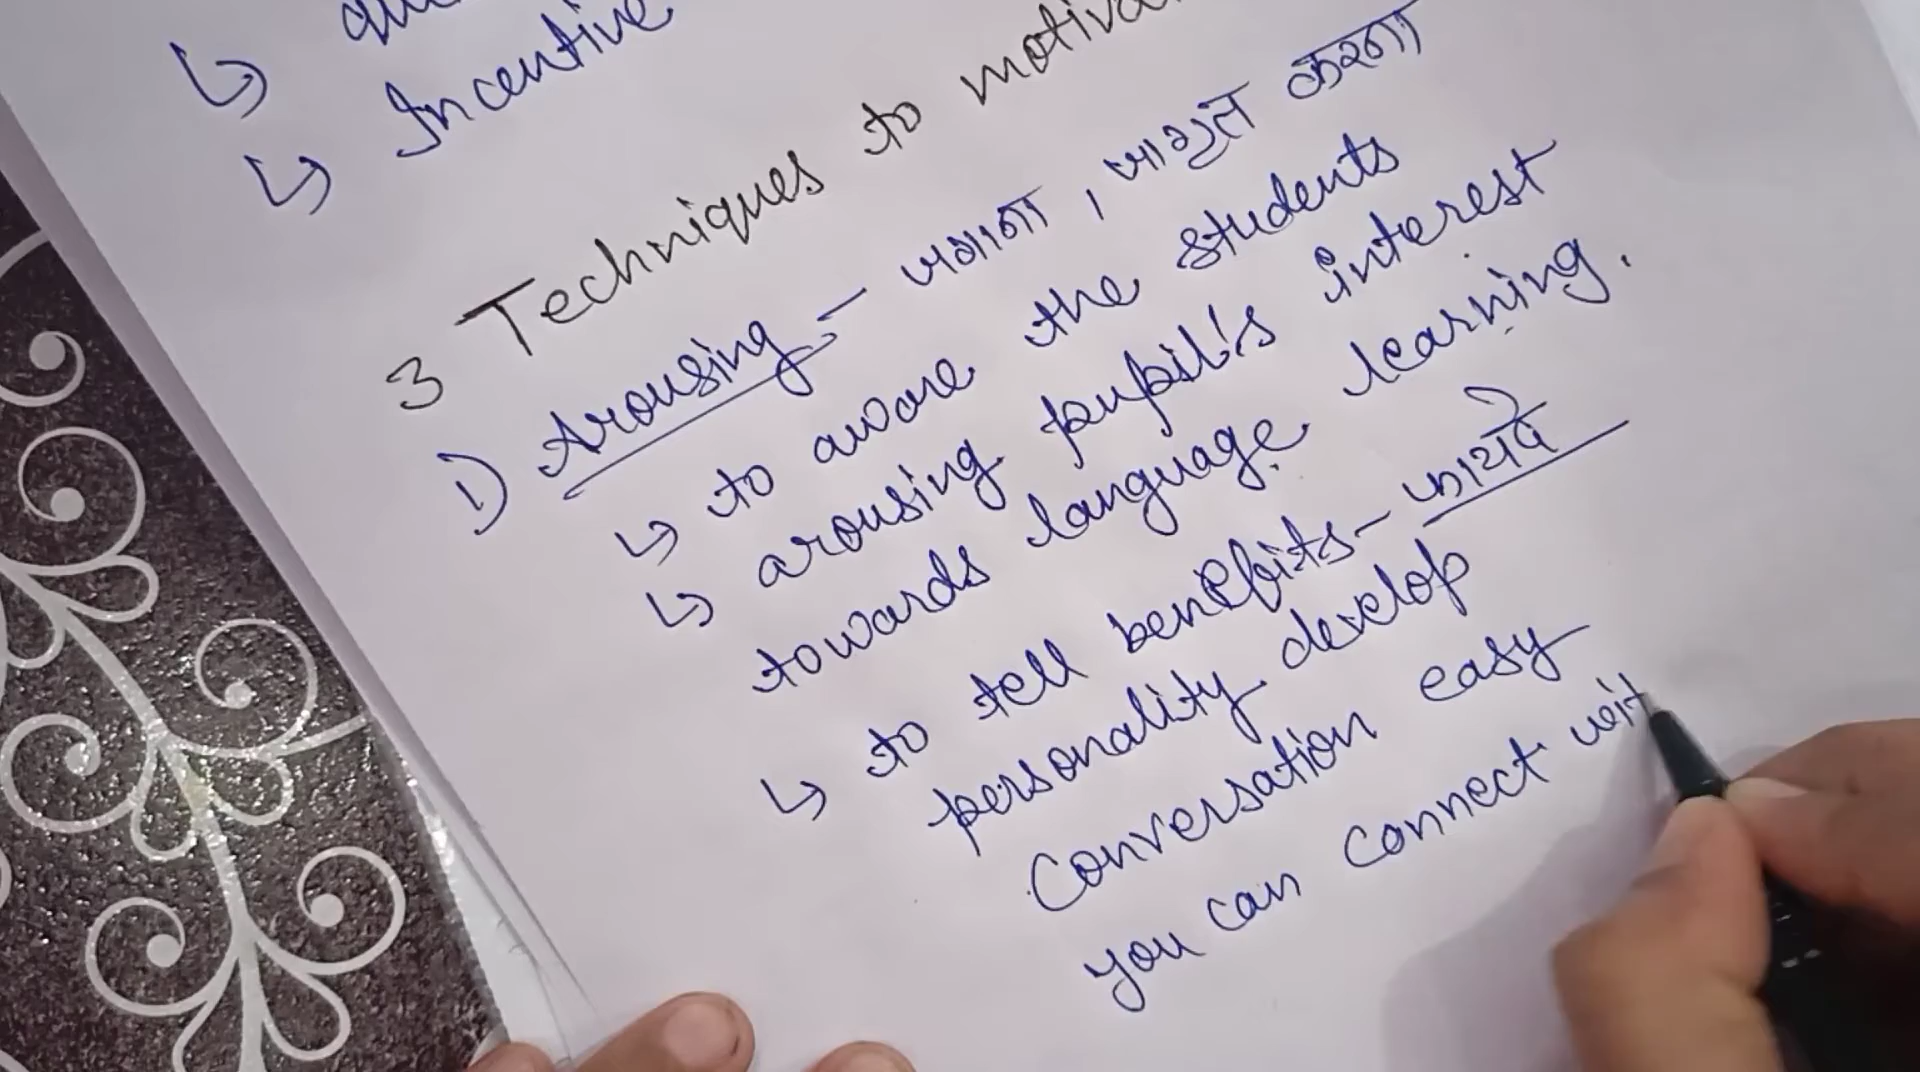 ↳ Incentive
3 Techniques to
1) Arousing :- जगाना , जाग्रत करना
↳ to aware the students
↳ arousing pupil's interest
towards language learning.
↳ to tell benefits - फायदे
personality develop
Conversation easy
you can connect wit